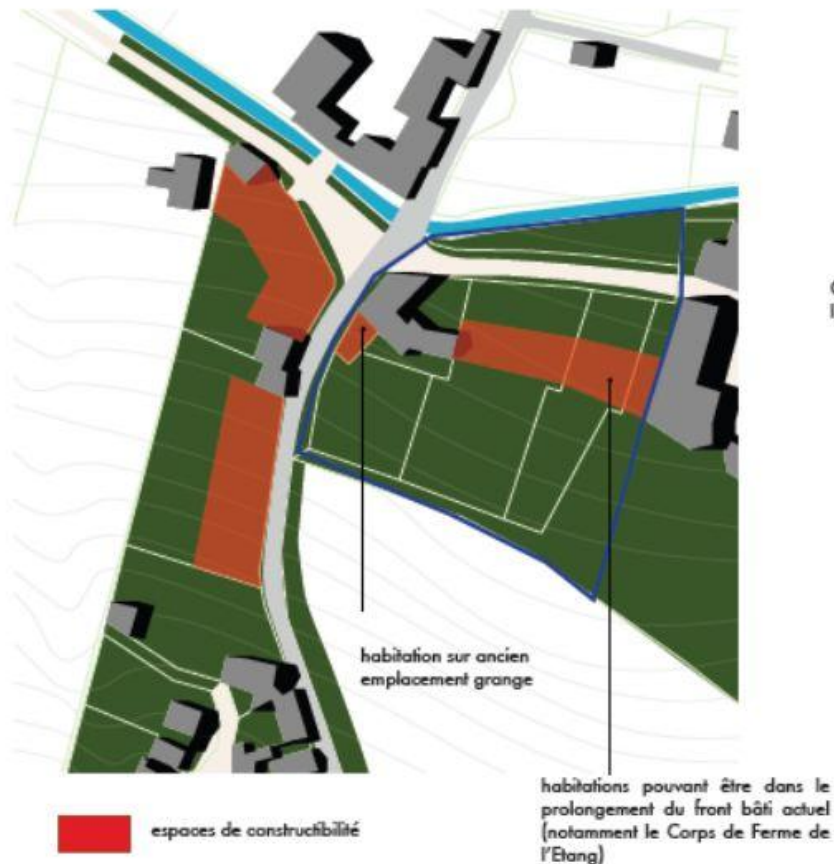 habitation sur ancien
emplacement grange
habitations pouvant être dans le
prolongement du front bâti actuel
(notamment le Corps de Ferme de
l'Etang)
espaces de constructibilité